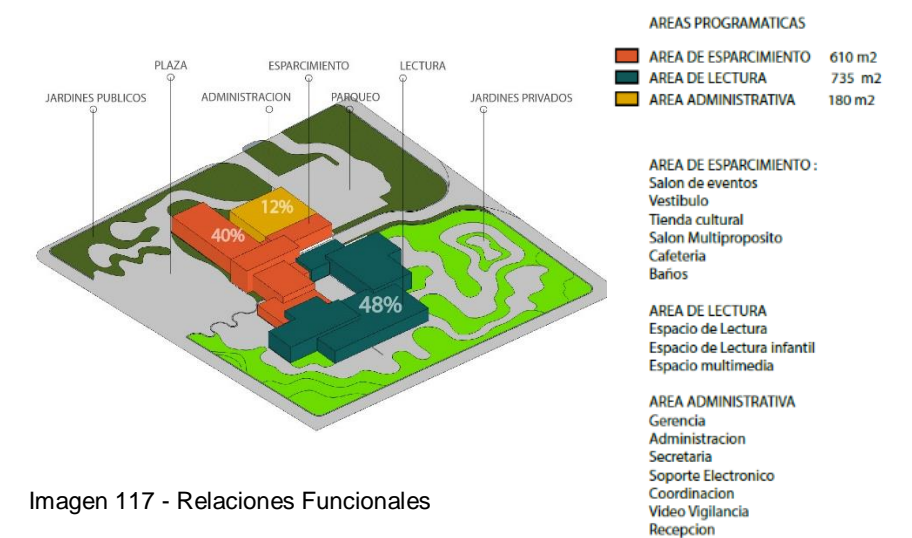 PLAZA
ESPARCIMIENTO
LECTURA
JARDINES PUBLICOS
ADMINISTRACION
PARQUEO
JARDINES PRIVADOS
12%
40%
48%
Imagen 117 - Relaciones Funcionales
AREAS PROGRAMATICAS
AREA DE ESPARCIMIENTO 610 m2
AREA DE LECTURA 735 m2
AREA ADMINISTRATIVA 180 m2
AREA DE ESPARCIMIENTO :
Salon de eventos
Vestibulo
Tienda cultural
Salon Multiproposito
Cafeteria
Baños
AREA DE LECTURA
Espacio de Lectura
Espacio de Lectura infantil
Espacio multimedia
AREA ADMINISTRATIVA
Gerencia
Administracion
Secretaria
Soporte Electronico
Coordinacion
Video Vigilancia
Recepcion